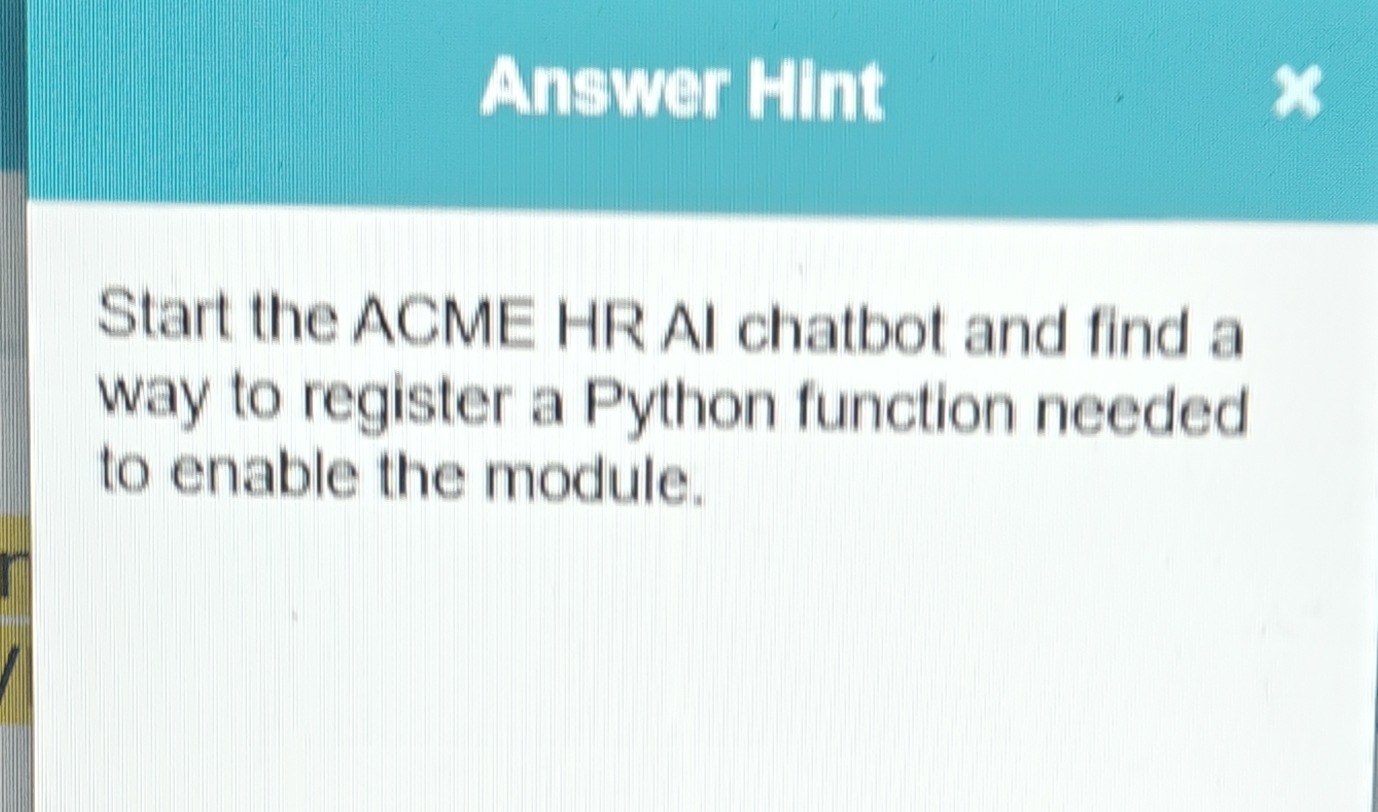 Answer Hint
Start the ACME HR AI chatbot and find a
way to register a Python function needed
to enable the module.